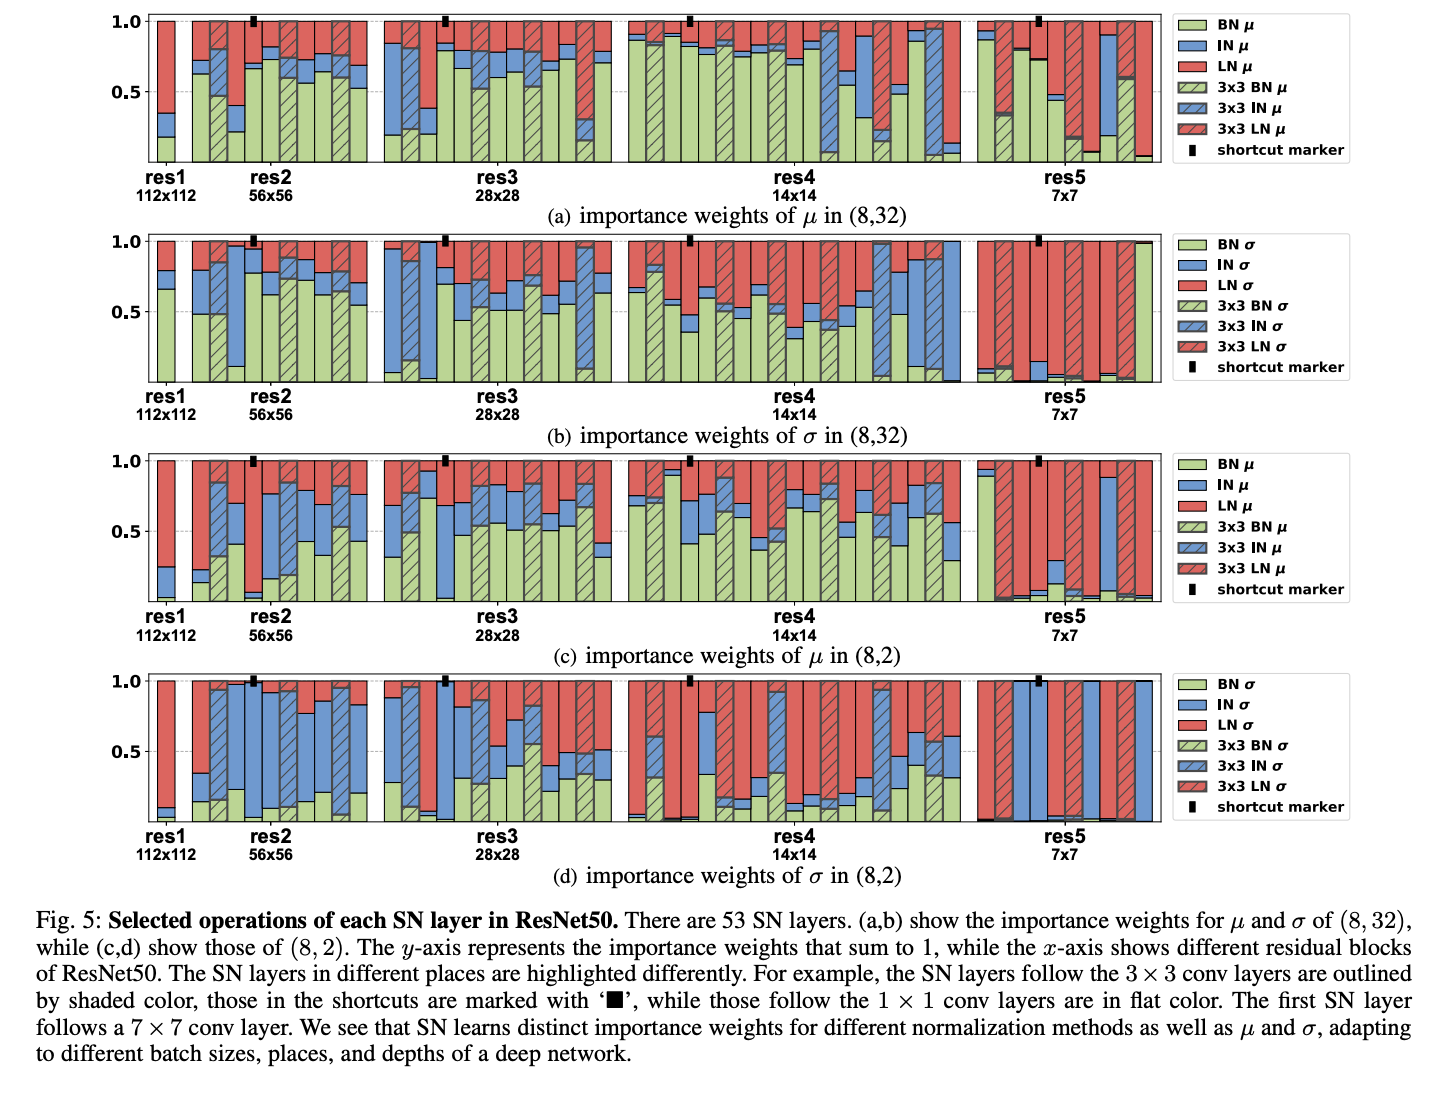 1.0
0.5
BN μ
IN μ
LN μ
3x3 BN μ
3x3 IN μ
3x3 LN μ
shortcut marker
res1 res2 res3 res4 res5
112x112 56x56 28x28 14x14 7x7
(a) importance weights of μ in (8,32)
1.0
0.5
BN σ
IN σ
LN σ
3x3 BN σ
3x3 IN σ
3x3 LN σ
shortcut marker
res1 res2 res3 res4 res5
112x112 56x56 28x28 14x14 7x7
(b) importance weights of σ in (8,32)
1.0
0.5
BN μ
IN μ
LN μ
3x3 BN μ
3x3 IN μ
3x3 LN μ
shortcut marker
res1 res2 res3 res4 res5
112x112 56x56 28x28 14x14 7x7
(c) importance weights of μ in (8,2)
1.0
0.5
BN σ
IN σ
LN σ
3x3 BN σ
3x3 IN σ
3x3 LN σ
shortcut marker
res1 res2 res3 res4 res5
112x112 56x56 28x28 14x14 7x7
(d) importance weights of σ in (8,2)
Fig. 5: Selected operations of each SN layer in ResNet50. There are 53 SN layers. (a,b) show the importance weights for μ and σ of (8, 32),
while (c,d) show those of (8, 2). The y-axis represents the importance weights that sum to 1, while the x-axis shows different residual blocks
of ResNet50. The SN layers in different places are highlighted differently. For example, the SN layers follow the 3 × 3 conv layers are outlined
by shaded color, those in the shortcuts are marked with ‘■’, while those follow the 1 × 1 conv layers are in flat color. The first SN layer
follows a 7 × 7 conv layer. We see that SN learns distinct importance weights for different normalization methods as well as μ and σ, adapting
to different batch sizes, places, and depths of a deep network.